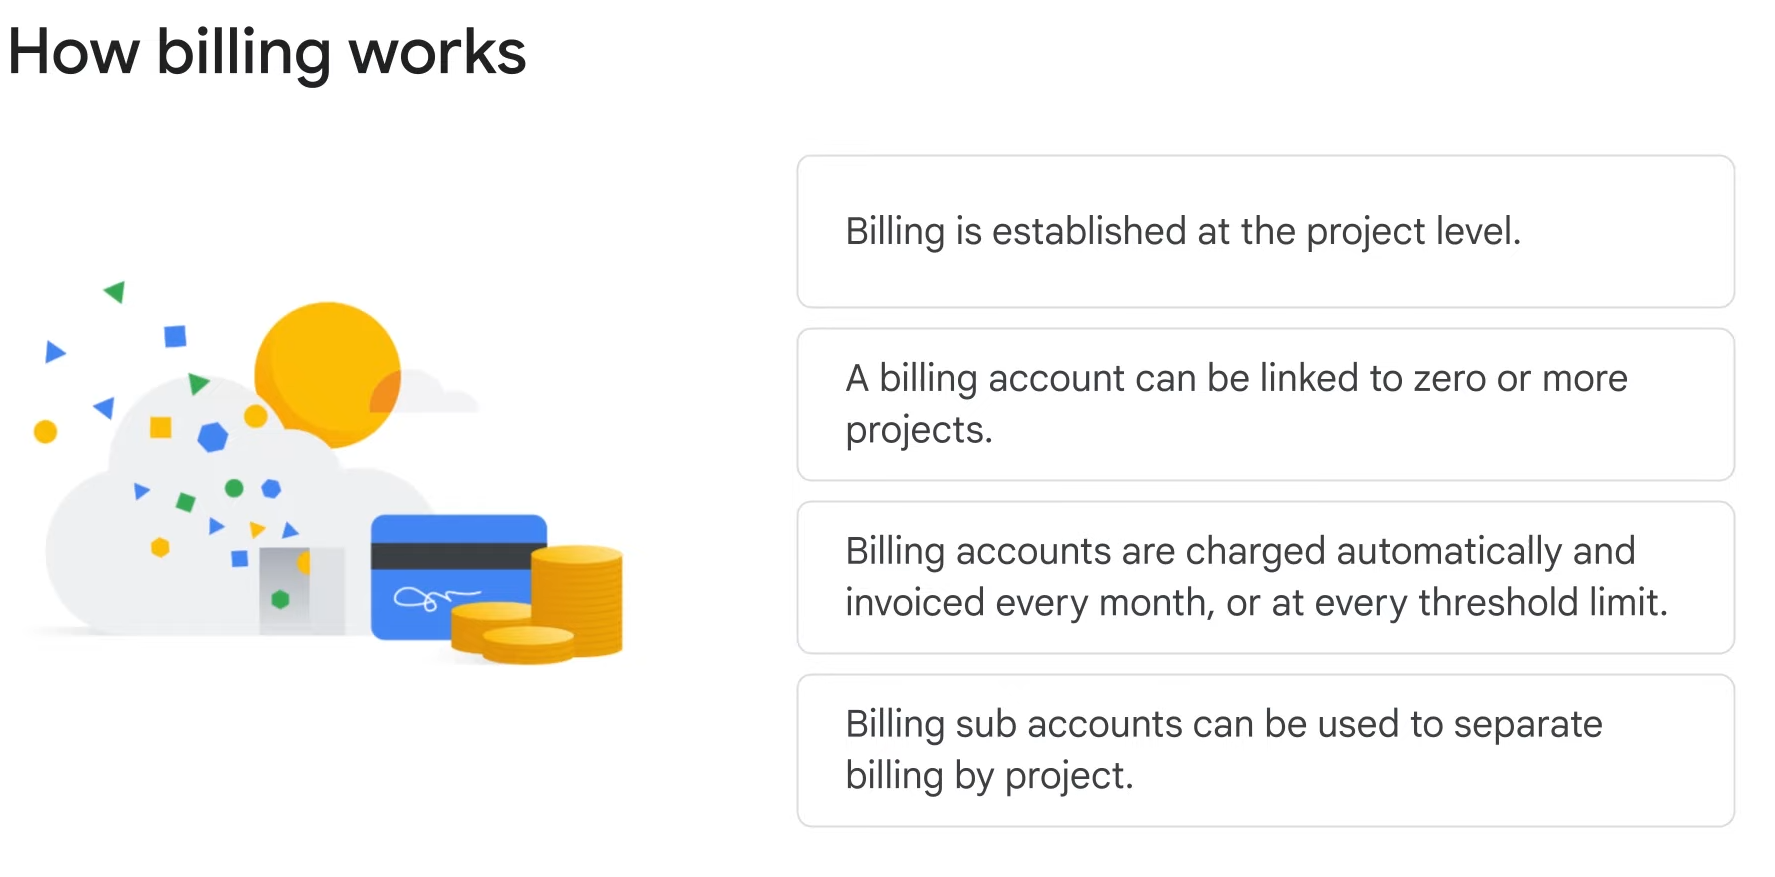 How billing works
Billing is established at the project level.
A billing account can be linked to zero or more
projects.
Billing accounts are charged automatically and
invoiced every month, or at every threshold limit.
Billing sub accounts can be used to separate
billing by project.